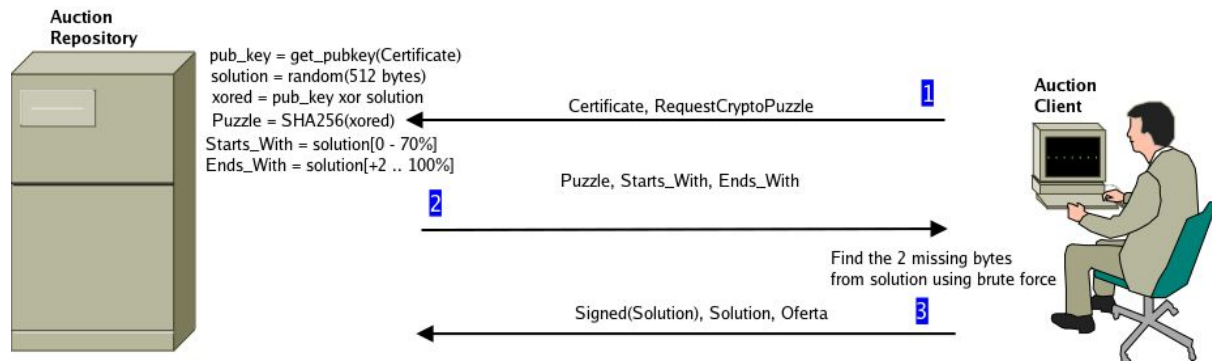 Auction
Repository
pub_key = get_pubkey(Certificate)
solution = random(512 bytes)
xored = pub_key xor solution
Puzzle = SHA256(xored)
Starts_With = solution[0 - 70%]
Ends_With = solution[+2 .. 100%]
1
Certificate, RequestCryptoPuzzle
Auction
Client
Puzzle, Starts_With, Ends_With
2
Find the 2 missing bytes
from solution using brute force
Signed(Solution), Solution, Oferta
3